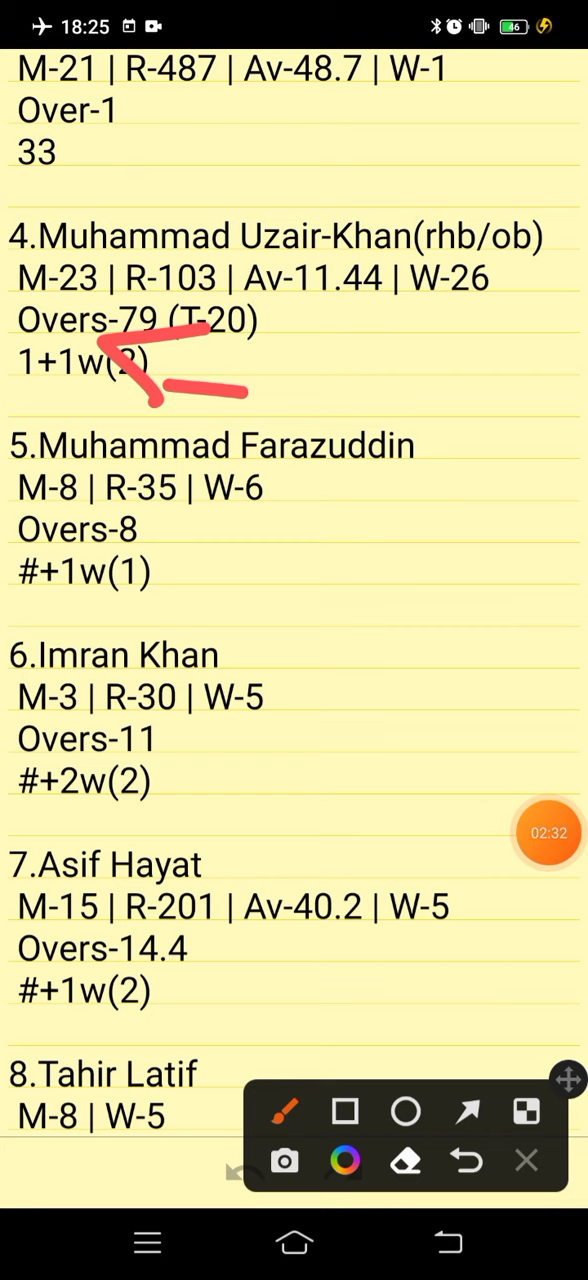 18:25
46
M-21 | R-487 | Av-48.7 | W-1
Over-1
33
4.Muhammad Uzair-Khan(rhb/ob)
M-23 | R-103 | Av-11.44 | W-26
Overs-79 (T-20)
1+1w(2)
5.Muhammad Farazuddin
M-8 | R-35 | W-6
Overs-8
#+1w(1)
6.Imran Khan
M-3 | R-30 | W-5
Overs-11
#+2w(2)
02:32
7.Asif Hayat
M-15 | R-201 | Av-40.2 | W-5
Overs-14.4
#+1w(2)
8.Tahir Latif
M-8 | W-5